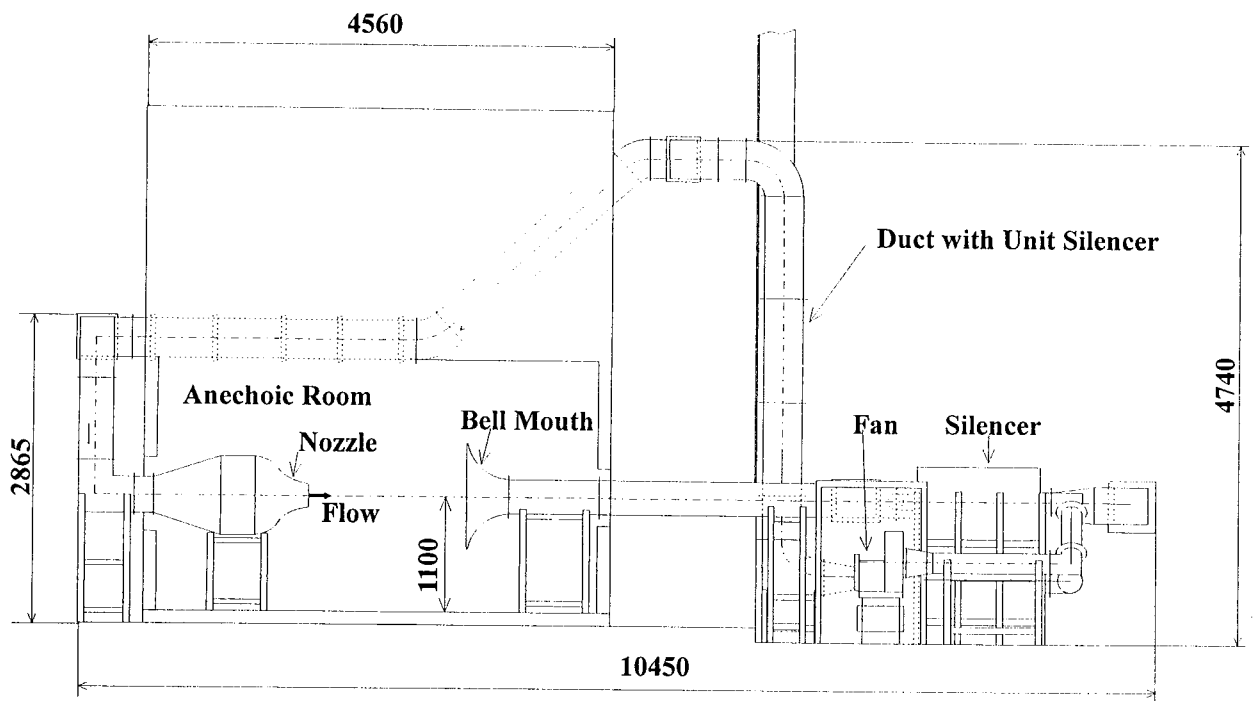 4560
Duct with Unit Silencer
Anechoic Room
Bell Mouth
Fan
Silencer
Nozzle
Flow
2865
1100
4740
10450